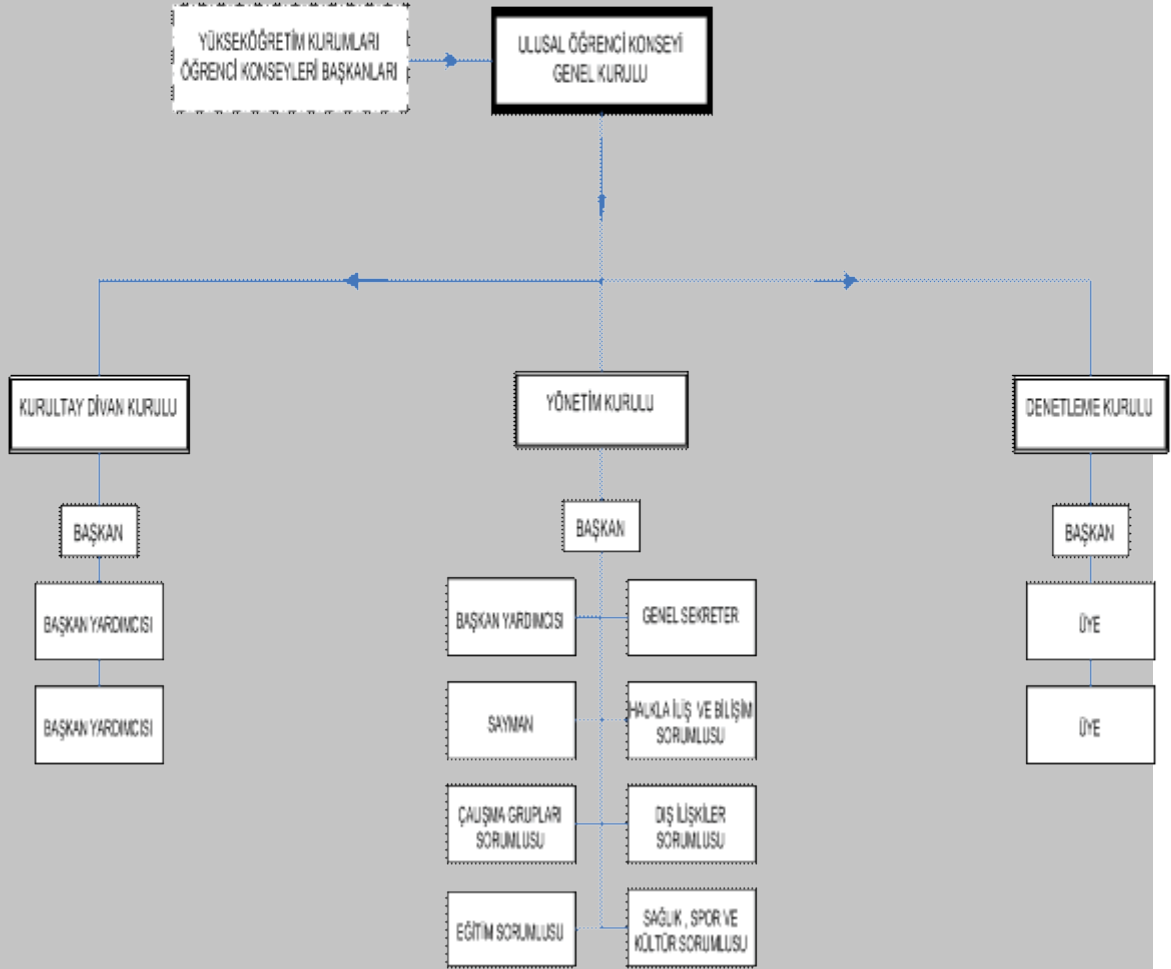 YÜKSEKÖĞRETİM KURUMLARI
ÖĞRENCİ KONSEYLERİ BAŞKANLARI
ULUSAL ÖĞRENCİ KONSEYİ
GENEL KURULU
KURULTAY DİVAN KURULU
YÖNETİM KURULU
DENETLEME KURULU
BAŞKAN
BAŞKAN
BAŞKAN
BAŞKAN YARDIMCISI
BAŞKAN YARDIMCISI
BAŞKAN YARDIMCISI
GENEL SEKRETER
SAYMAN
HALKLA İLİŞ VE BİLİŞİM
SORUMLUSU
ÇALIŞMA GRUPLARI
SORUMLUSU
DIŞ İLİŞKİLER
SORUMLUSU
EĞİTİM SORUMLUSU
SAĞLIK , SPOR VE
KÜLTÜR SORUMLUSU
ÜYE
ÜYE